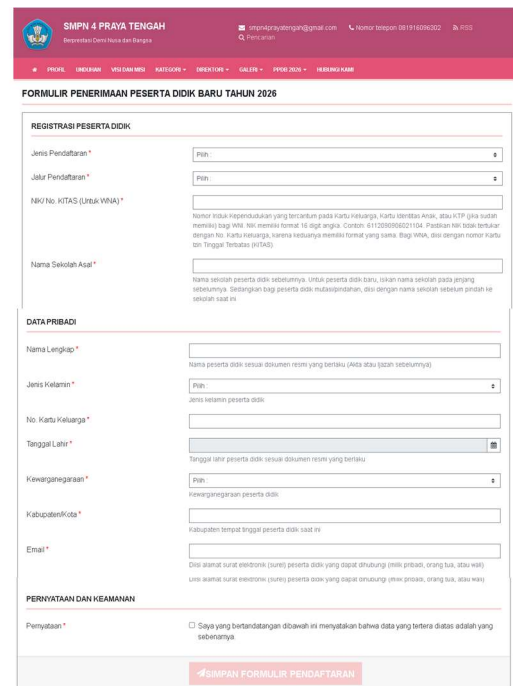 SMPN 4 PRAYA TENGAH
Berprestasi Demi Nusa dan Bangsa
smpn4prayatengah@gmail.com Nomor telepon 081916096302 RSS
Pencarian
PROFIL UNDUHAN VISI DAN MISI KATEGORI DIREKTORI GALERI PPDB 2026 HUBUNGI KAMI
FORMULIR PENERIMAAN PESERTA DIDIK BARU TAHUN 2026
REGISTRASI PESERTA DIDIK
Jenis Pendaftaran *
Pilih :
Jalur Pendaftaran *
Pilih :
NIK/ No. KITAS (Untuk WNA) *
Nomor Induk Kependudukan yang tercantum pada Kartu Keluarga, Kartu Identitas Anak, atau KTP (jika sudah
memiliki) bagi WNI. NIK memiliki format 16 digit angka. Contoh: 6112090906021104. Pastikan NIK tidak tertukar
dengan No. Kartu Keluarga, karena keduanya memiliki format yang sama. Bagi WNA, diisi dengan nomor Kartu
Izin Tinggal Terbatas (KITAS)
Nama Sekolah Asal *
Nama sekolah peserta didik sebelumnya. Untuk peserta didik baru, isikan nama sekolah pada jenjang
sebelumnya. Sedangkan bagi peserta didik mutasi/pindahan, diisi dengan nama sekolah sebelum pindah ke
sekolah saat ini
DATA PRIBADI
Nama Lengkap *
Nama peserta didik sesuai dokumen resmi yang berlaku (Akta atau Ijazah sebelumnya)
Jenis Kelamin *
Pilih :
Jenis kelamin peserta didik
No. Kartu Keluarga *
Tanggal Lahir *
Tanggal lahir peserta didik sesuai dokumen resmi yang berlaku
Kewarganegaraan *
Pilih :
Kewarganegaraan peserta didik
Kabupaten/Kota *
Kabupaten tempat tinggal peserta didik saat ini
Email *
Diisi alamat surat elektronik (surel) peserta didik yang dapat dihubungi (milik pribadi, orang tua, atau wali)
Diisi alamat surat elektronik (surel) peserta didik yang dapat dihubungi (milik pribadi, orang tua, atau wali)
PERNYATAAN DAN KEAMANAN
Pernyataan *
Saya yang bertandatangan dibawah ini menyatakan bahwa data yang tertera diatas adalah yang
sebenarnya.
SIMPAN FORMULIR PENDAFTARAN